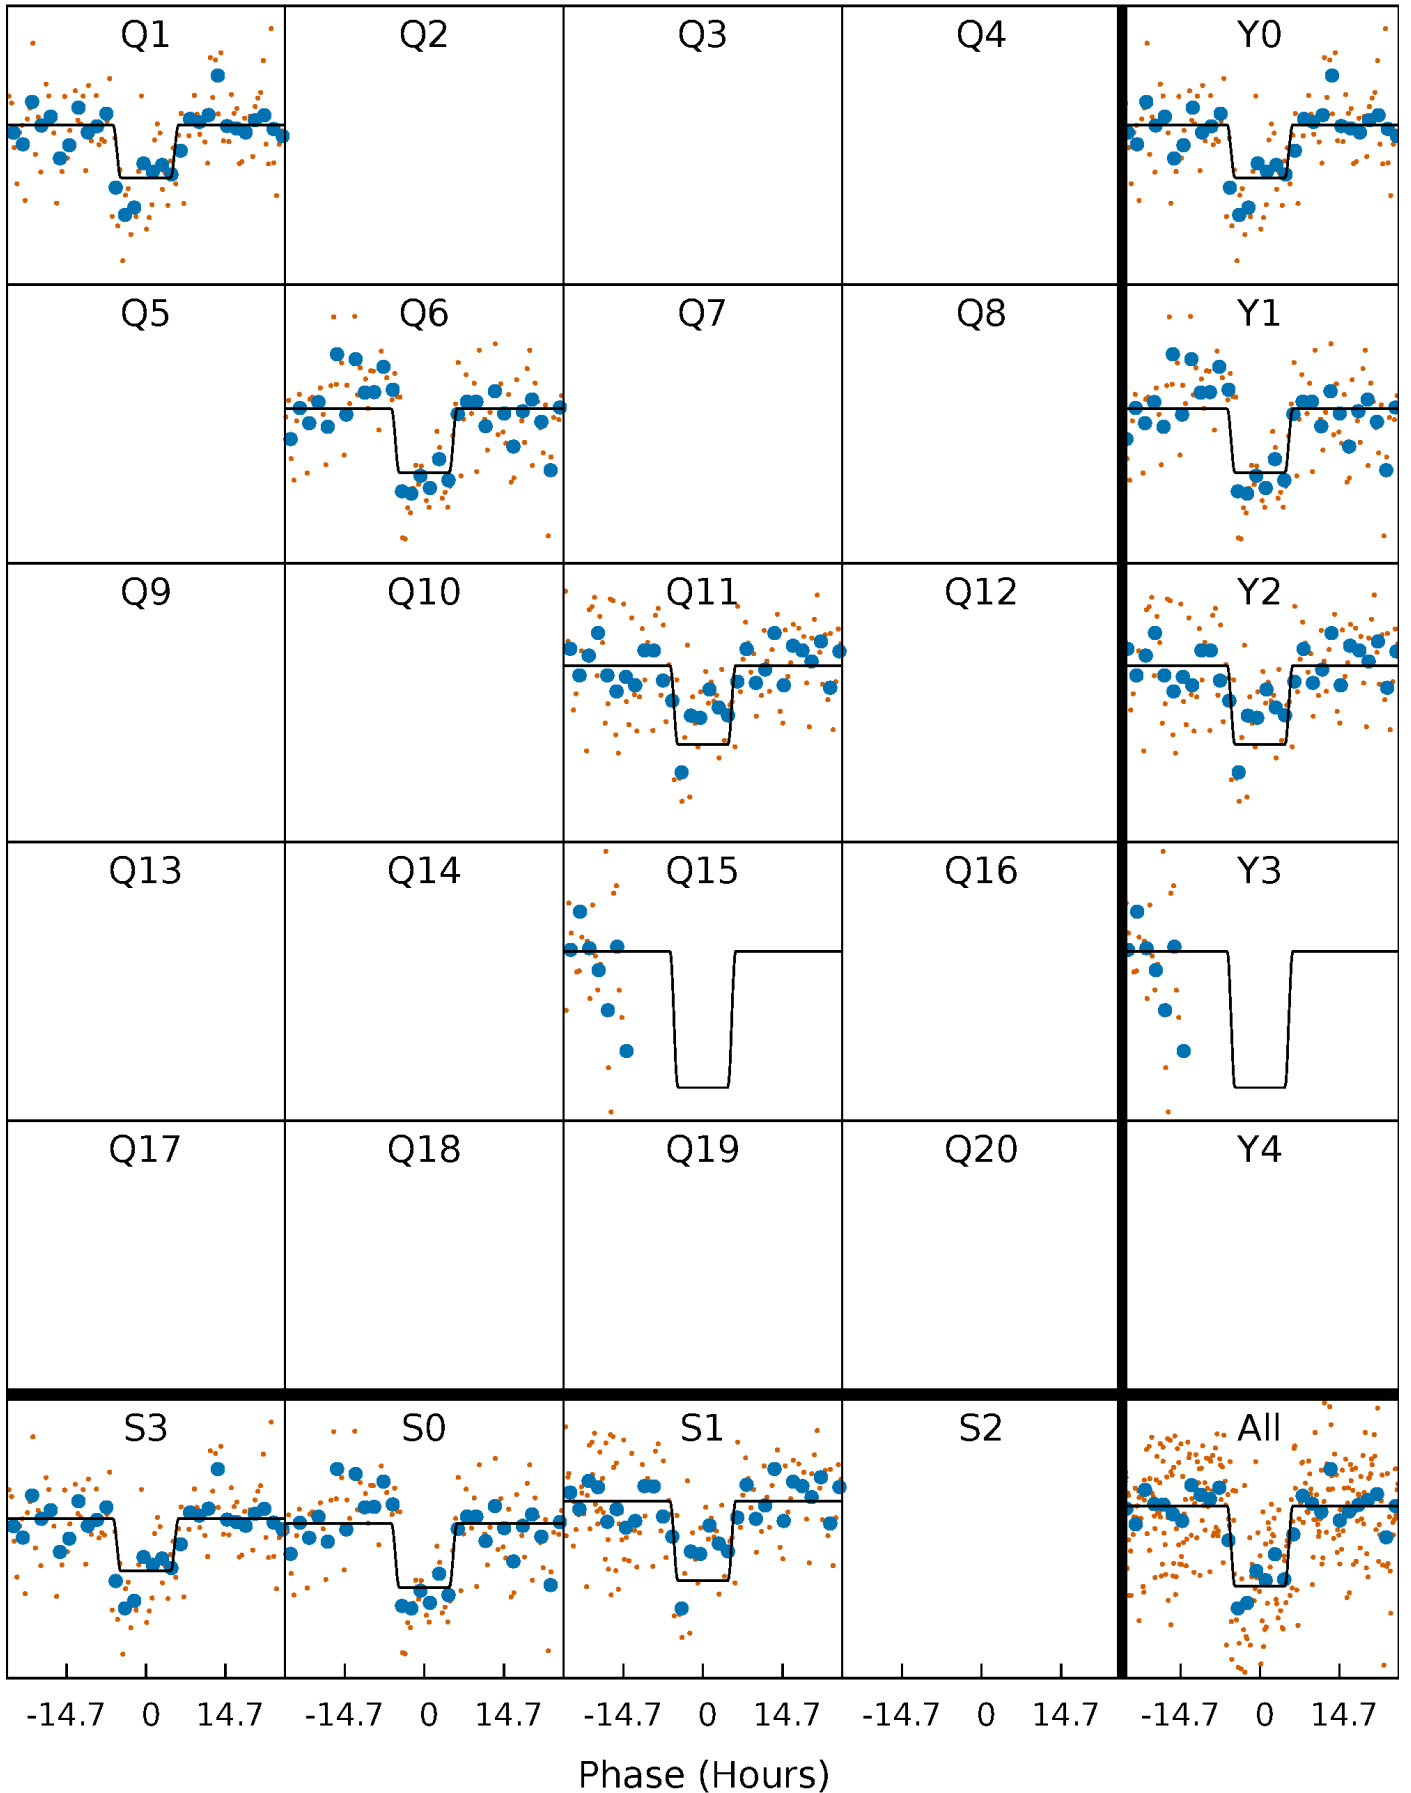 Q1 Q2 Q3 Q4 Y0
Q5 Q6 Q7 Q8 Y1
Q9 Q10 Q11 Q12 Y2
Q13 Q14 Q15 Q16 Y3
Q17 Q18 Q19 Q20 Y4
S3 S0 S1 S2 All
-14.7 0 14.7 -14.7 0 14.7 -14.7 0 14.7 -14.7 0 14.7 -14.7 0 14.7
Phase (Hours)